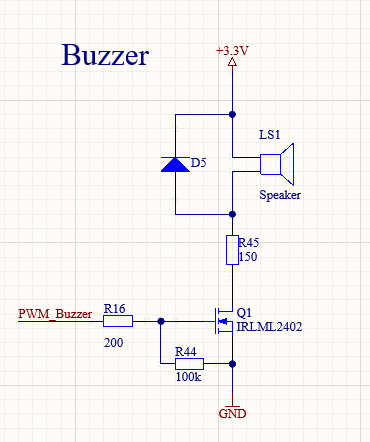 Buzzer
+3.3V
LS1
D5
Speaker
R45
150
PWM_Buzzer
R16
200
Q1
IRLML2402
R44
100k
GND